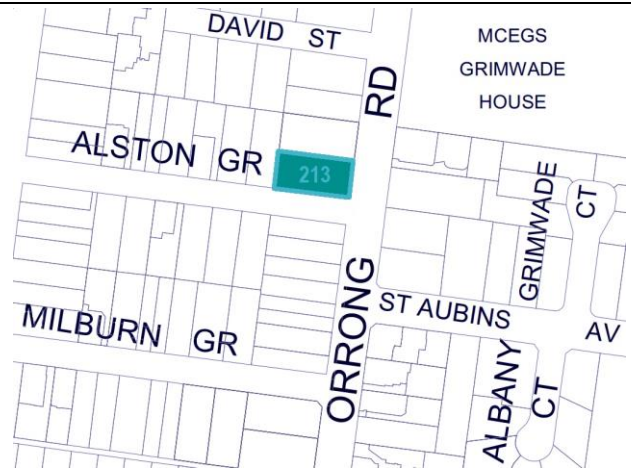 DAVID ST
MCEGS
GRIMWADE
HOUSE
RD
ALSTON GR
213
GRIMWADE
CT
ORRONG
ST AUBINS
AV
MILBURN GR
ALBANY
CT